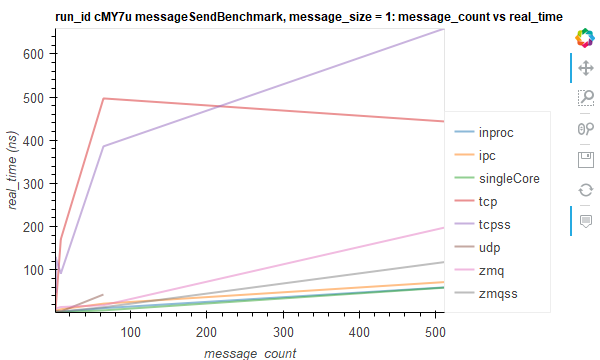 run_id cMY7u messageSendBenchmark, message_size = 1: message_count vs real_time
real_time (ns)
600
500
400
300
200
100
100
200
300
400
500
message_count
inproc
ipc
singleCore
tcp
tcpss
udp
zmq
zmqss